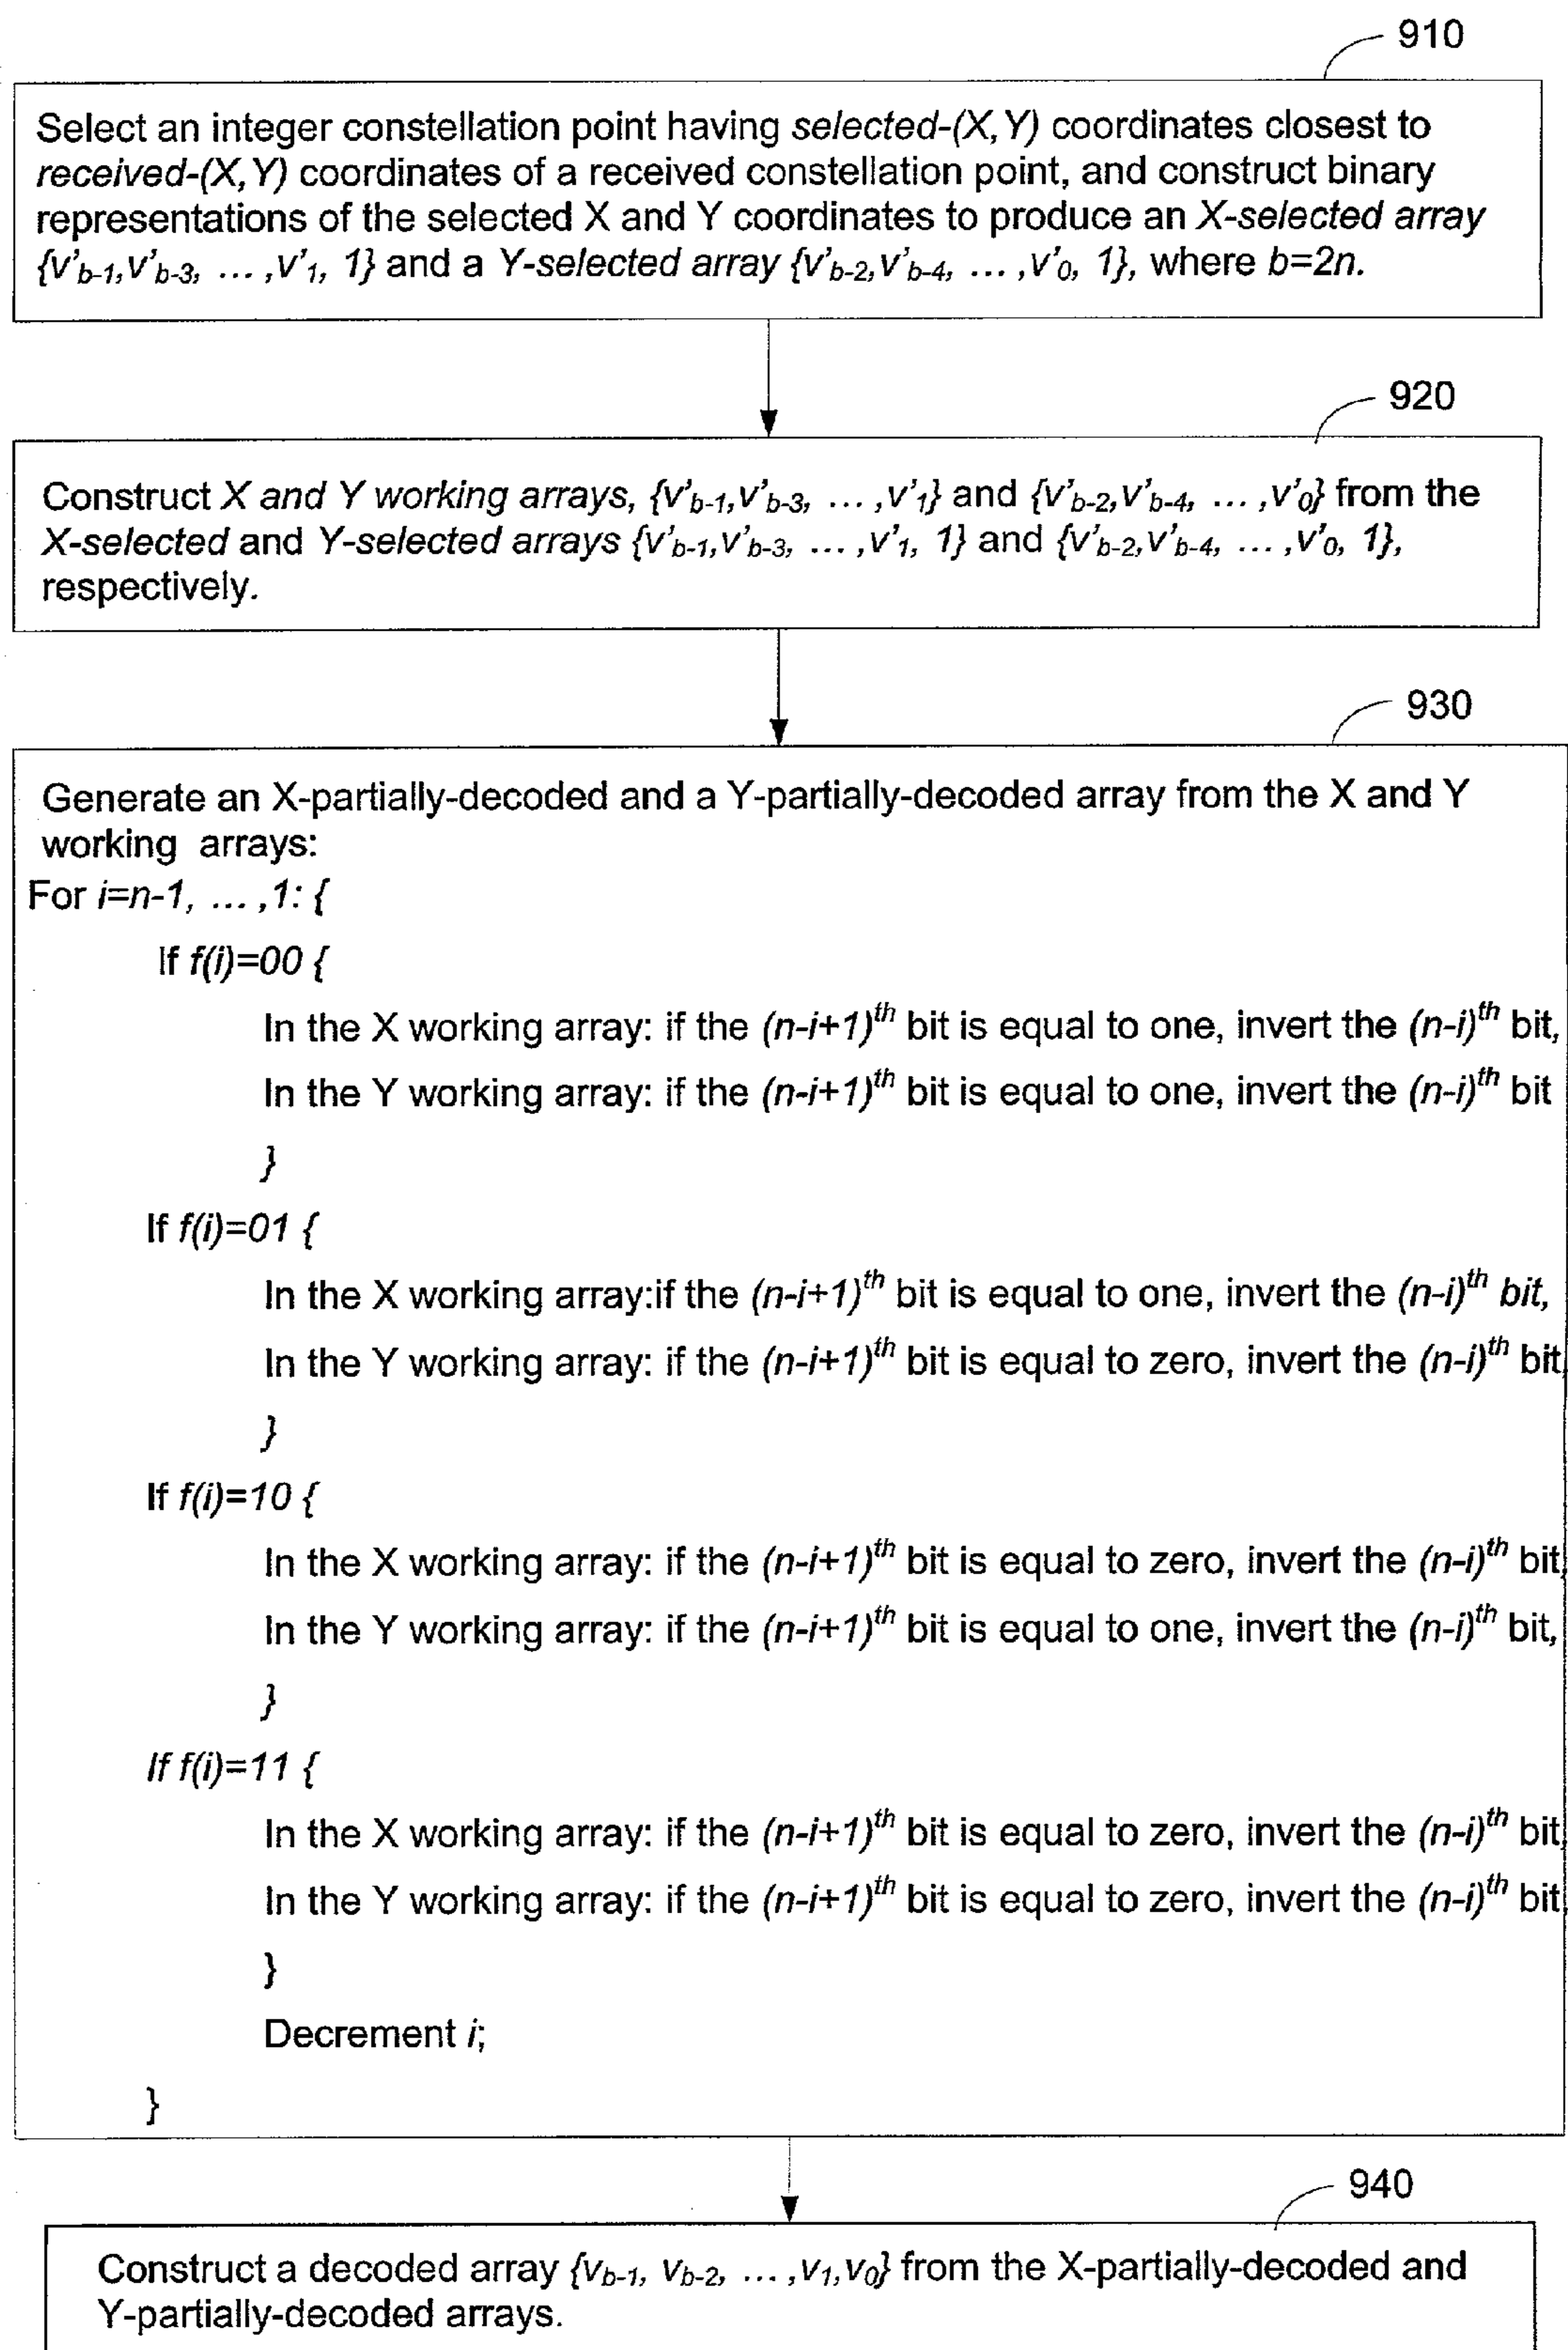 910
Select an integer constellation point having selected-(X,Y) coordinates closest to
received-(X,Y) coordinates of a received constellation point, and construct binary
representations of the selected X and Y coordinates to produce an X-selected array
{v'b-1,v'b-3, ... ,v'1, 1} and a Y-selected array {v'b-2,v'b-4, ... ,v'0, 1}, where b=2n.
920
Construct X and Y working arrays, {v'b-1,v'b-3, ... ,v'1} and {v'b-2,v'b-4, ... ,v'0} from the
X-selected and Y-selected arrays {v'b-1,v'b-3, ... ,v'1, 1} and {v'b-2,v'b-4, ... ,v'0, 1},
respectively.
930
Generate an X-partially-decoded and a Y-partially-decoded array from the X and Y
working arrays:
For i=n-1, ... ,1: {
If f(i)=00 {
In the X working array: if the (n-i+1)th bit is equal to one, invert the (n-i)th bit,
In the Y working array: if the (n-i+1)th bit is equal to one, invert the (n-i)th bit
}
If f(i)=01 {
In the X working array:if the (n-i+1)th bit is equal to one, invert the (n-i)th bit,
In the Y working array: if the (n-i+1)th bit is equal to zero, invert the (n-i)th bit,
}
If f(i)=10 {
In the X working array: if the (n-i+1)th bit is equal to zero, invert the (n-i)th bit,
In the Y working array: if the (n-i+1)th bit is equal to one, invert the (n-i)th bit,
}
If f(i)=11 {
In the X working array: if the (n-i+1)th bit is equal to zero, invert the (n-i)th bit,
In the Y working array: if the (n-i+1)th bit is equal to zero, invert the (n-i)th bit
}
Decrement i;
}
940
Construct a decoded array {vb-1, vb-2, ... ,v1,v0} from the X-partially-decoded and
Y-partially-decoded arrays.